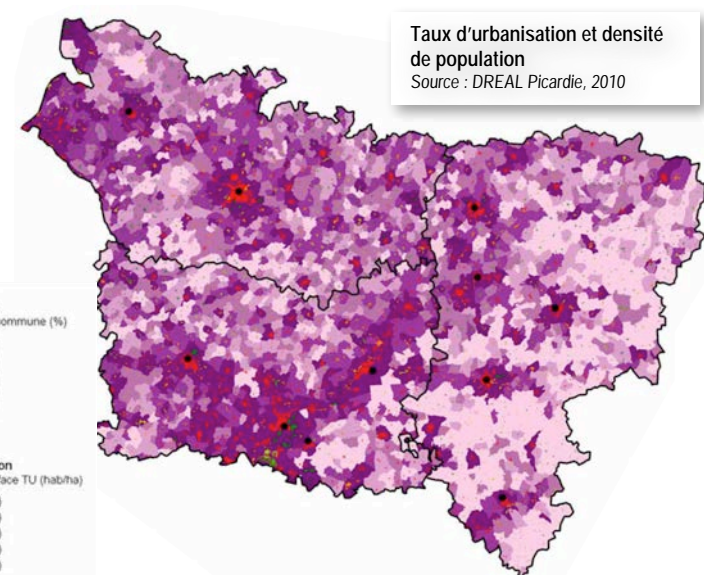 Taux d'urbanisation et densité
de population
Source : DREAL Picardie, 2010
ommune (%)
on
face TU (hab/ha)